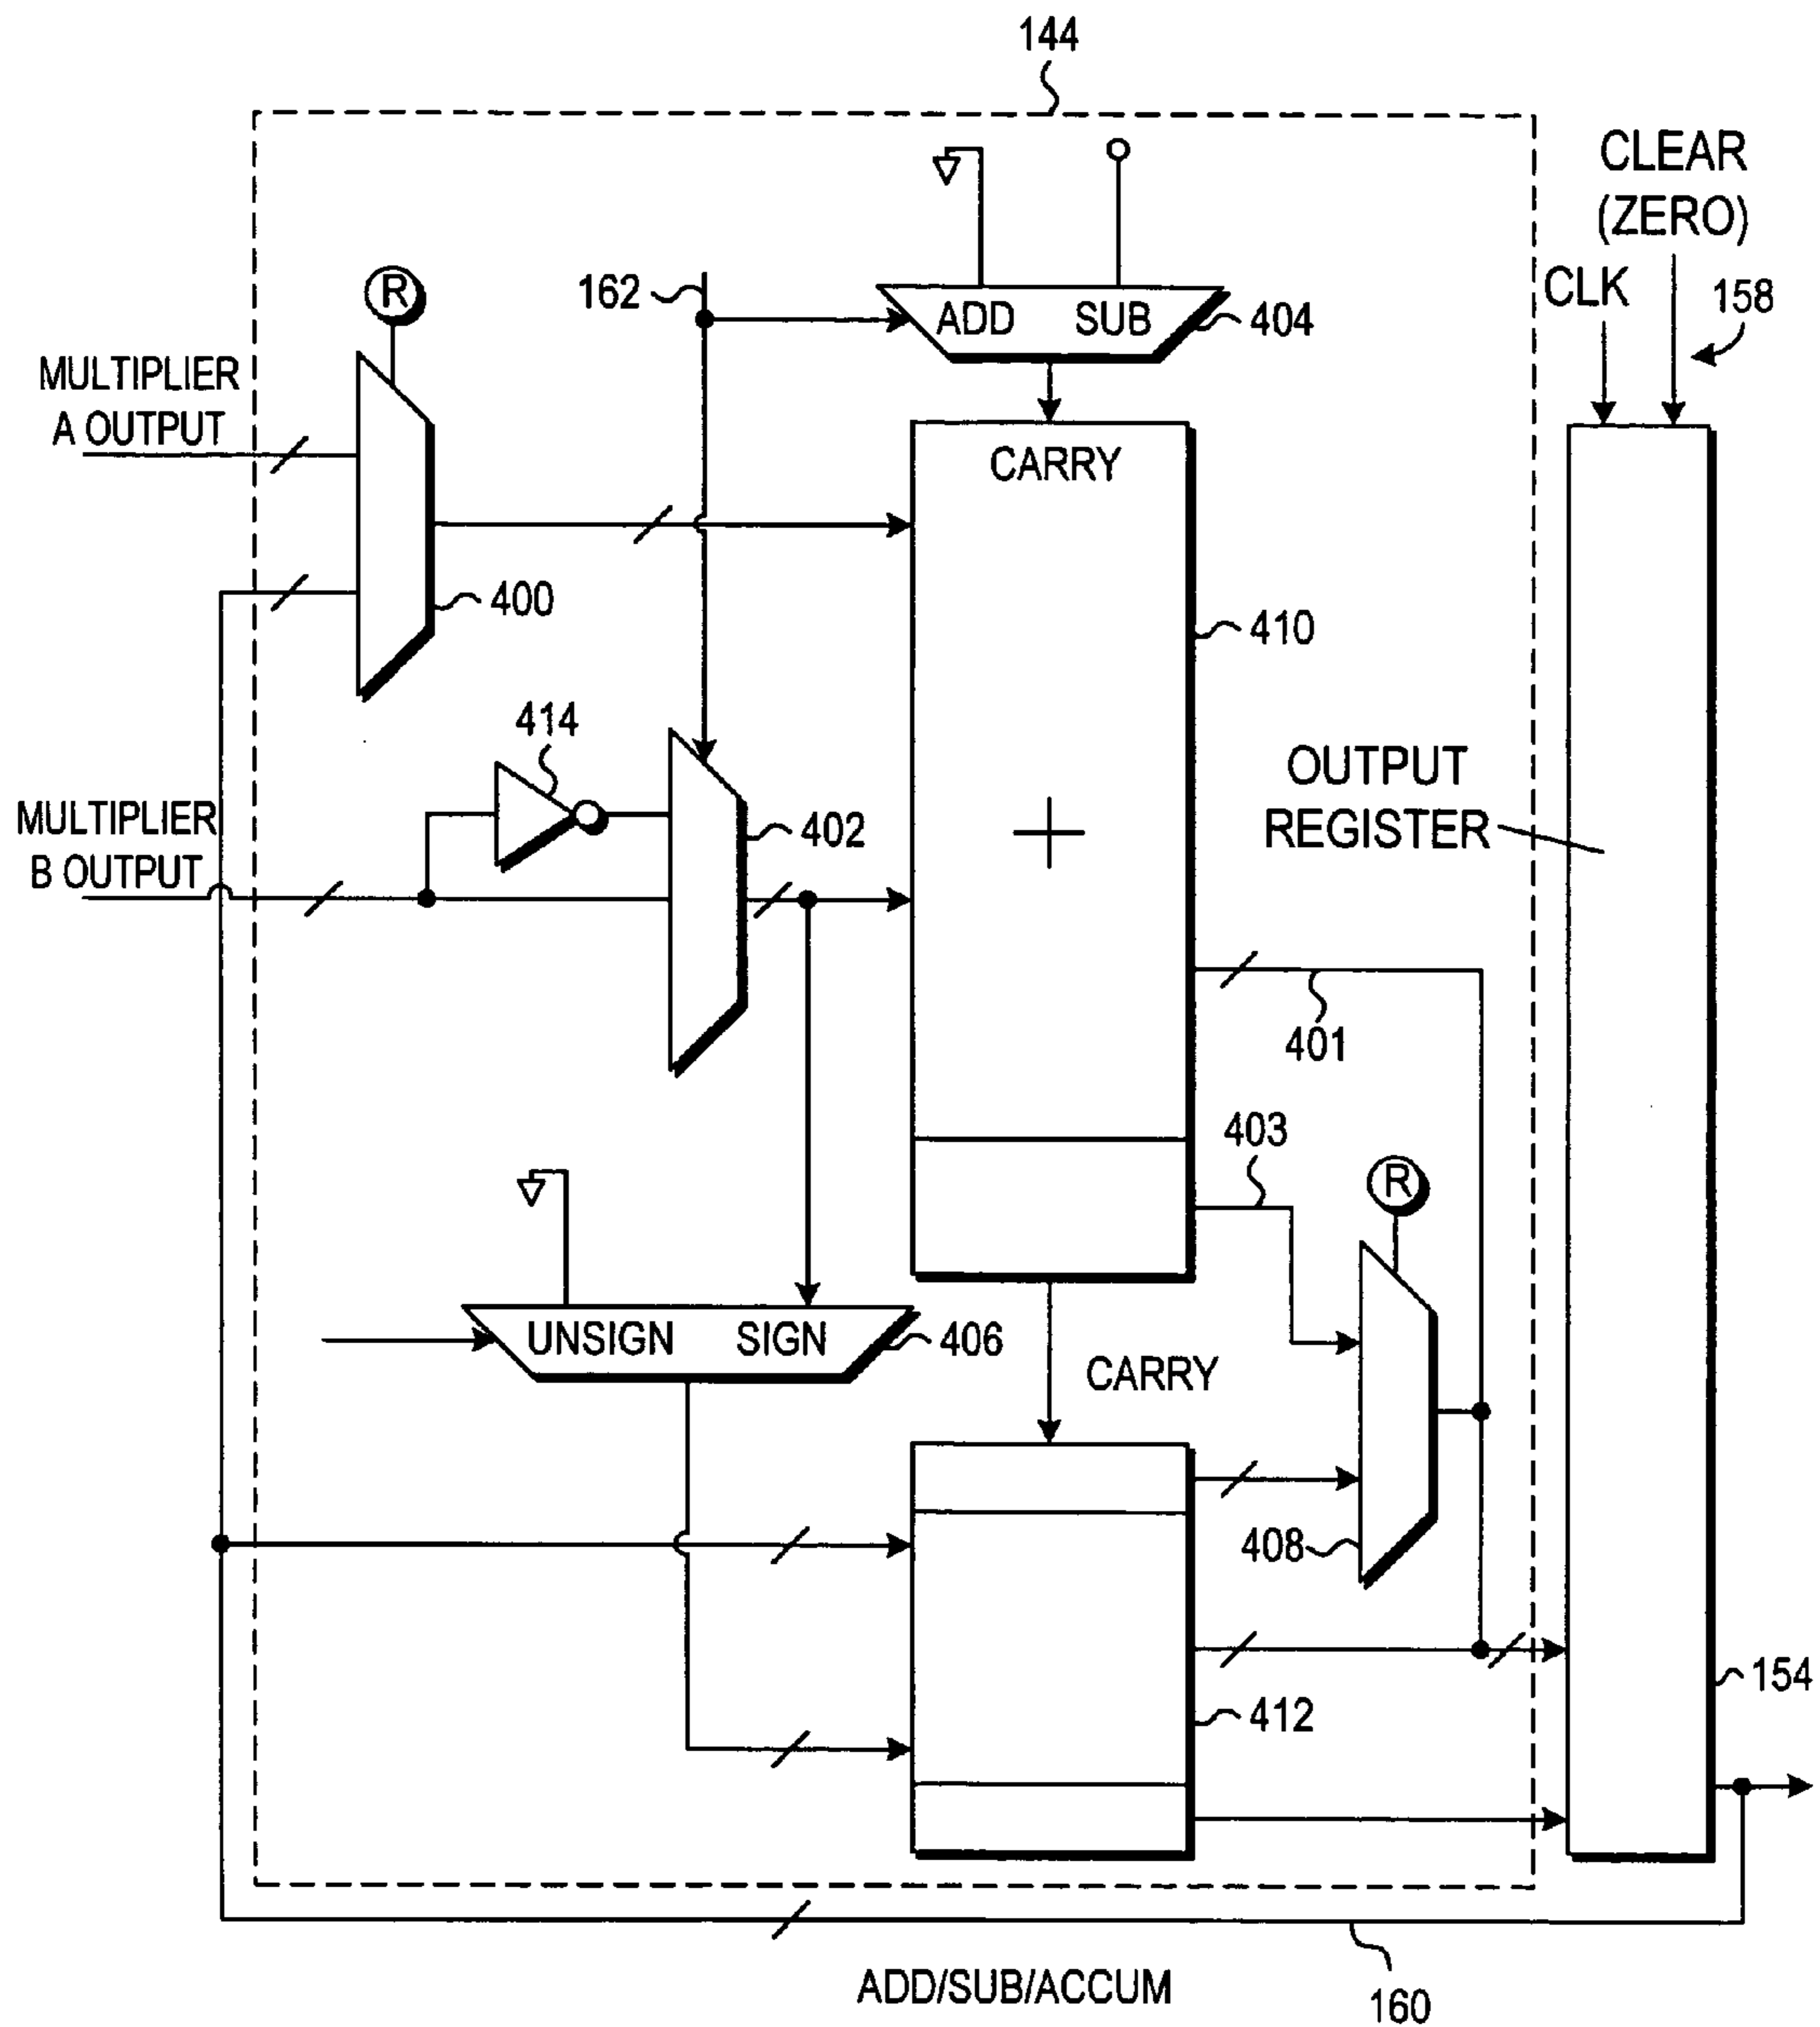 144
CLEAR
(ZERO)
CLK
158
R
162
ADD SUB
404
MULTIPLIER
A OUTPUT
CARRY
400
410
414
OUTPUT
REGISTER
MULTIPLIER
B OUTPUT
402
401
403
R
UNSIGN SIGN
406
CARRY
408
154
412
ADD/SUB/ACCUM
160